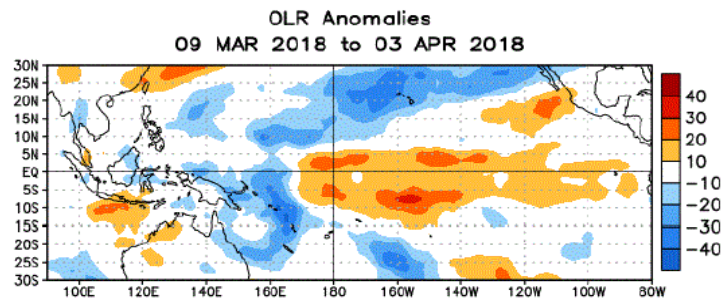 OLR Anomalies
09 MAR 2018 to 03 APR 2018
30N
25N
20N
15N
10N
5N
EQ
5S
10S
15S
20S
25S
30S
100E 120E 140E 160E 180 160W 140W 120W 100W 80W
40
30
20
10
-10
-20
-30
-40